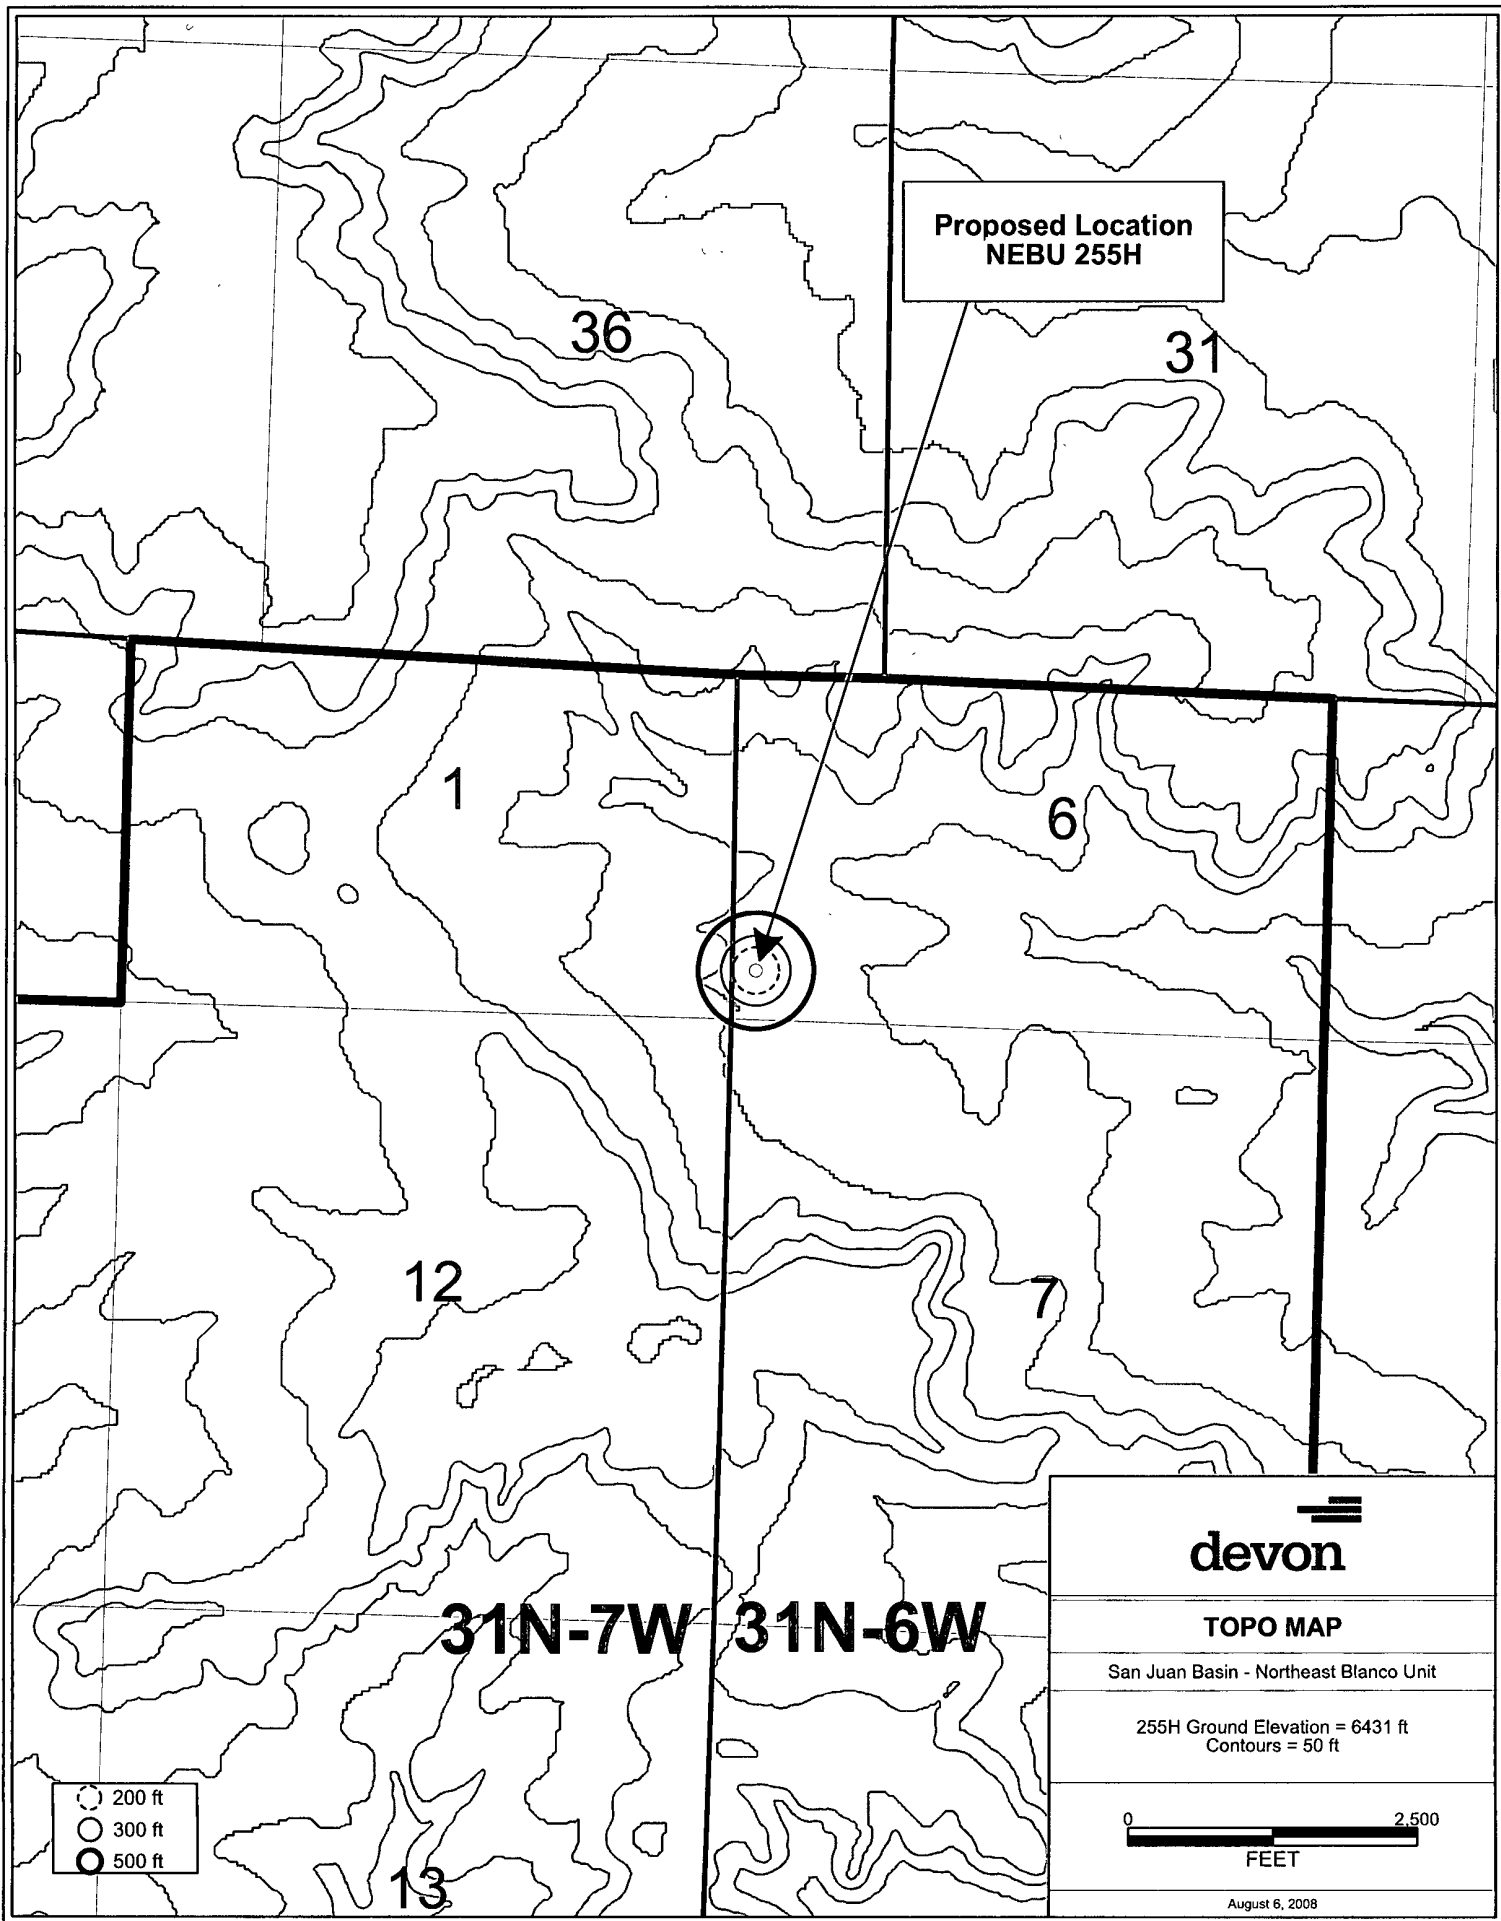 Proposed Location
NEBU 255H
36
31
1
6
12
7
31N-7W
31N-6W
13
devon
TOPO MAP
San Juan Basin - Northeast Blanco Unit
255H Ground Elevation = 6431 ft
Contours = 50 ft
0 2,500
FEET
August 6, 2008
200 ft
300 ft
500 ft